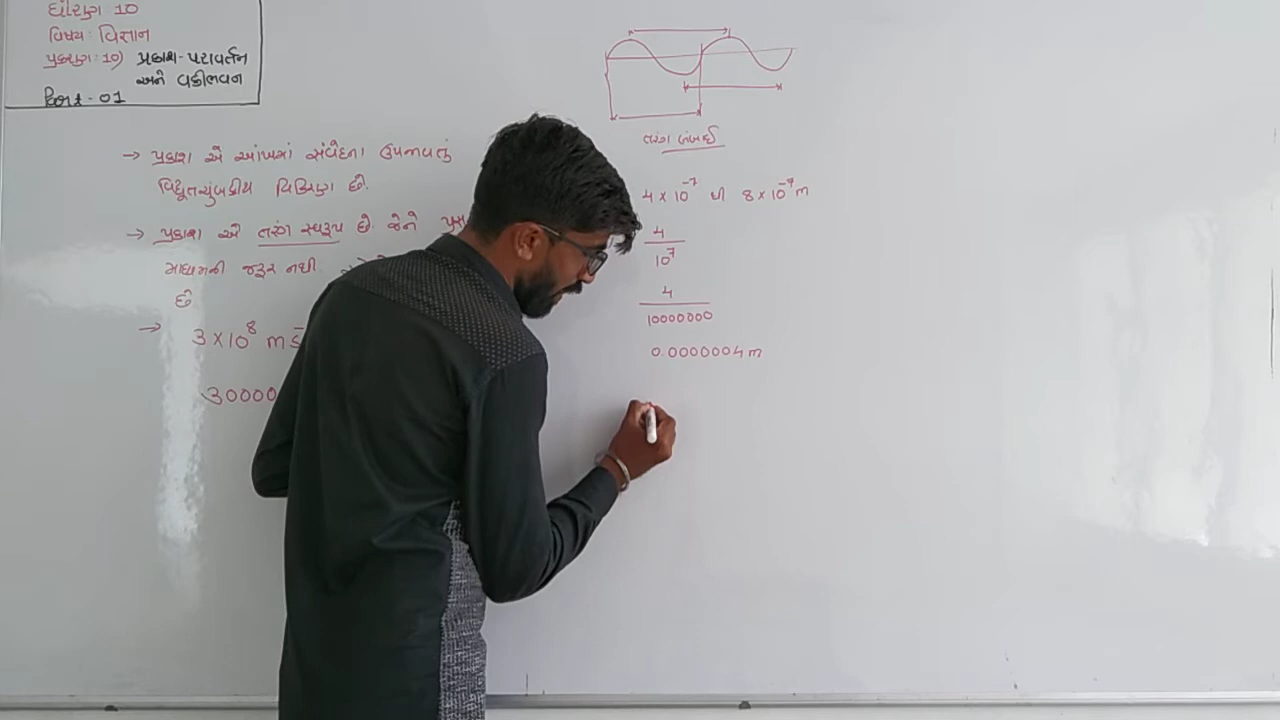 ધોરણ 10
વિષય: વિજ્ઞાન
પ્રકરણ: 10) પ્રકાશ-પરાવર્તન
અને વક્રીભવન
- 01
→ પ્રકાશ એ આંખમાં સંવેદના ઉપજાવતું
વિદ્યુતચુંબકીય વિકિરણ છે.
→ પ્રકાશ એ તરંગ સ્વરૂપ છે. જેને
માધ્યમની જરૂર નથી.
છે
→ 3 × 10⁸ m
30000
તરંગ લંબાઈ
4 × 10⁻⁷ થી 8 × 10⁻⁷ m
4
10⁷
4
10000000
0.0000004 m